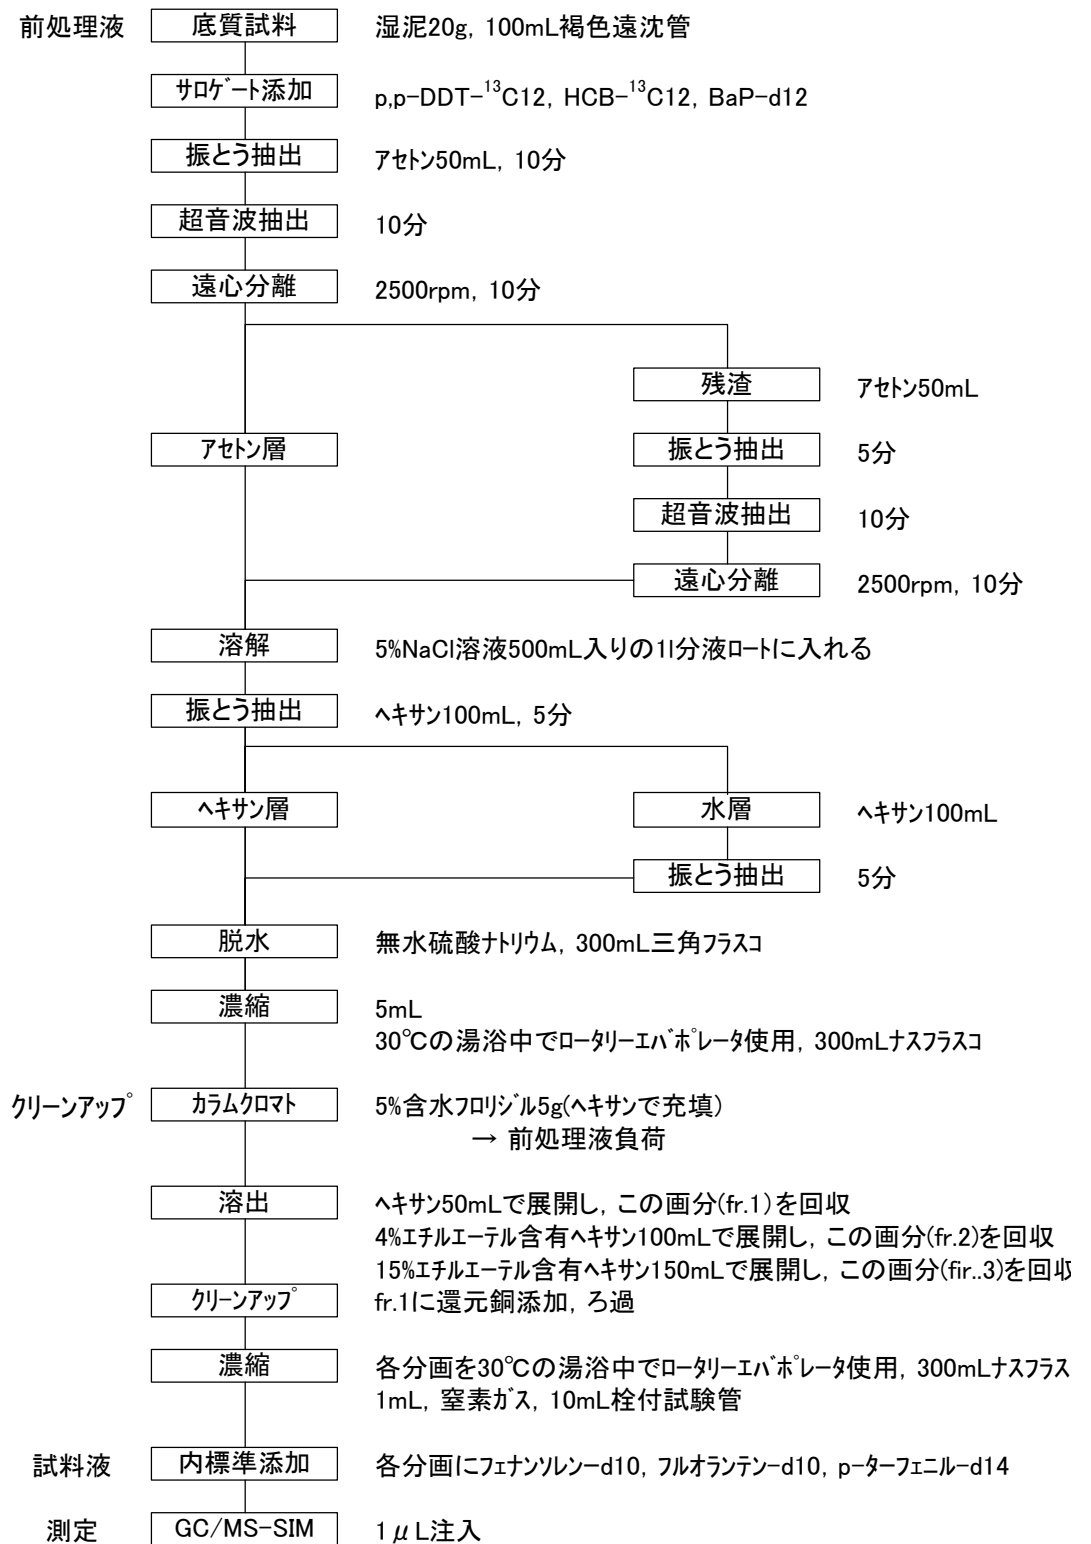 前処理液 底質試料 湿泥20g, 100mL褐色遠沈管
サロゲート添加 p,p-DDT-¹³C12, HCB-¹³C12, BaP-d12
振とう抽出 アセトン50mL, 10分
超音波抽出 10分
遠心分離 2500rpm, 10分
残渣 アセトン50mL
アセトン層 振とう抽出 5分
超音波抽出 10分
遠心分離 2500rpm, 10分
溶解 5%NaCl溶液500mL入りの1l分液ロートに入れる
振とう抽出 ヘキサン100mL, 5分
ヘキサン層 水層 ヘキサン100mL
振とう抽出 5分
脱水 無水硫酸ナトリウム, 300mL三角フラスコ
濃縮 5mL
30℃の湯浴中でロータリーエバポレータ使用, 300mLナスフラスコ
クリーンアップ カラムクロマト 5%含水フロリジル5g(ヘキサンで充填)
→ 前処理液負荷
溶出 ヘキサン50mLで展開し, この画分(fr.1)を回収
4%エチルエーテル含有ヘキサン100mLで展開し, この画分(fr.2)を回収
15%エチルエーテル含有ヘキサン150mLで展開し, この画分(fir..3)を回収
クリーンアップ fr.1に還元銅添加, ろ過
濃縮 各分画を30℃の湯浴中でロータリーエバポレータ使用, 300mLナスフラス
1mL, 窒素ガス, 10mL栓付試験管
試料液 内標準添加 各分画にフェナンソレン-d10, フルオランテン-d10, p-ターフェニル-d14
測定 GC/MS-SIM 1μL注入